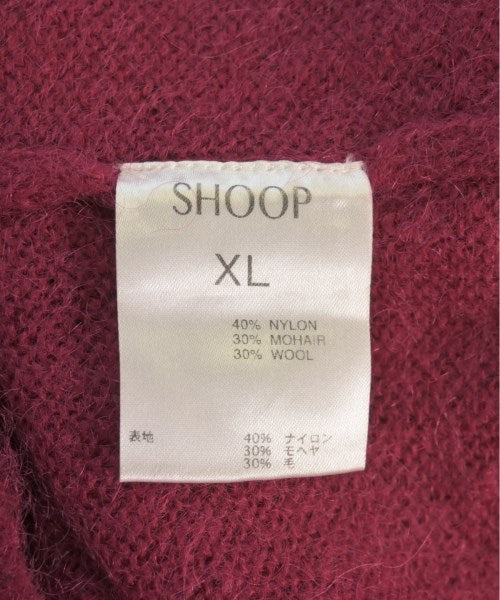 SHOOP
XL
40% NYLON
30% MOHAIR
30% WOOL
表地 40% ナイロン
30% モヘヤ
30% 毛